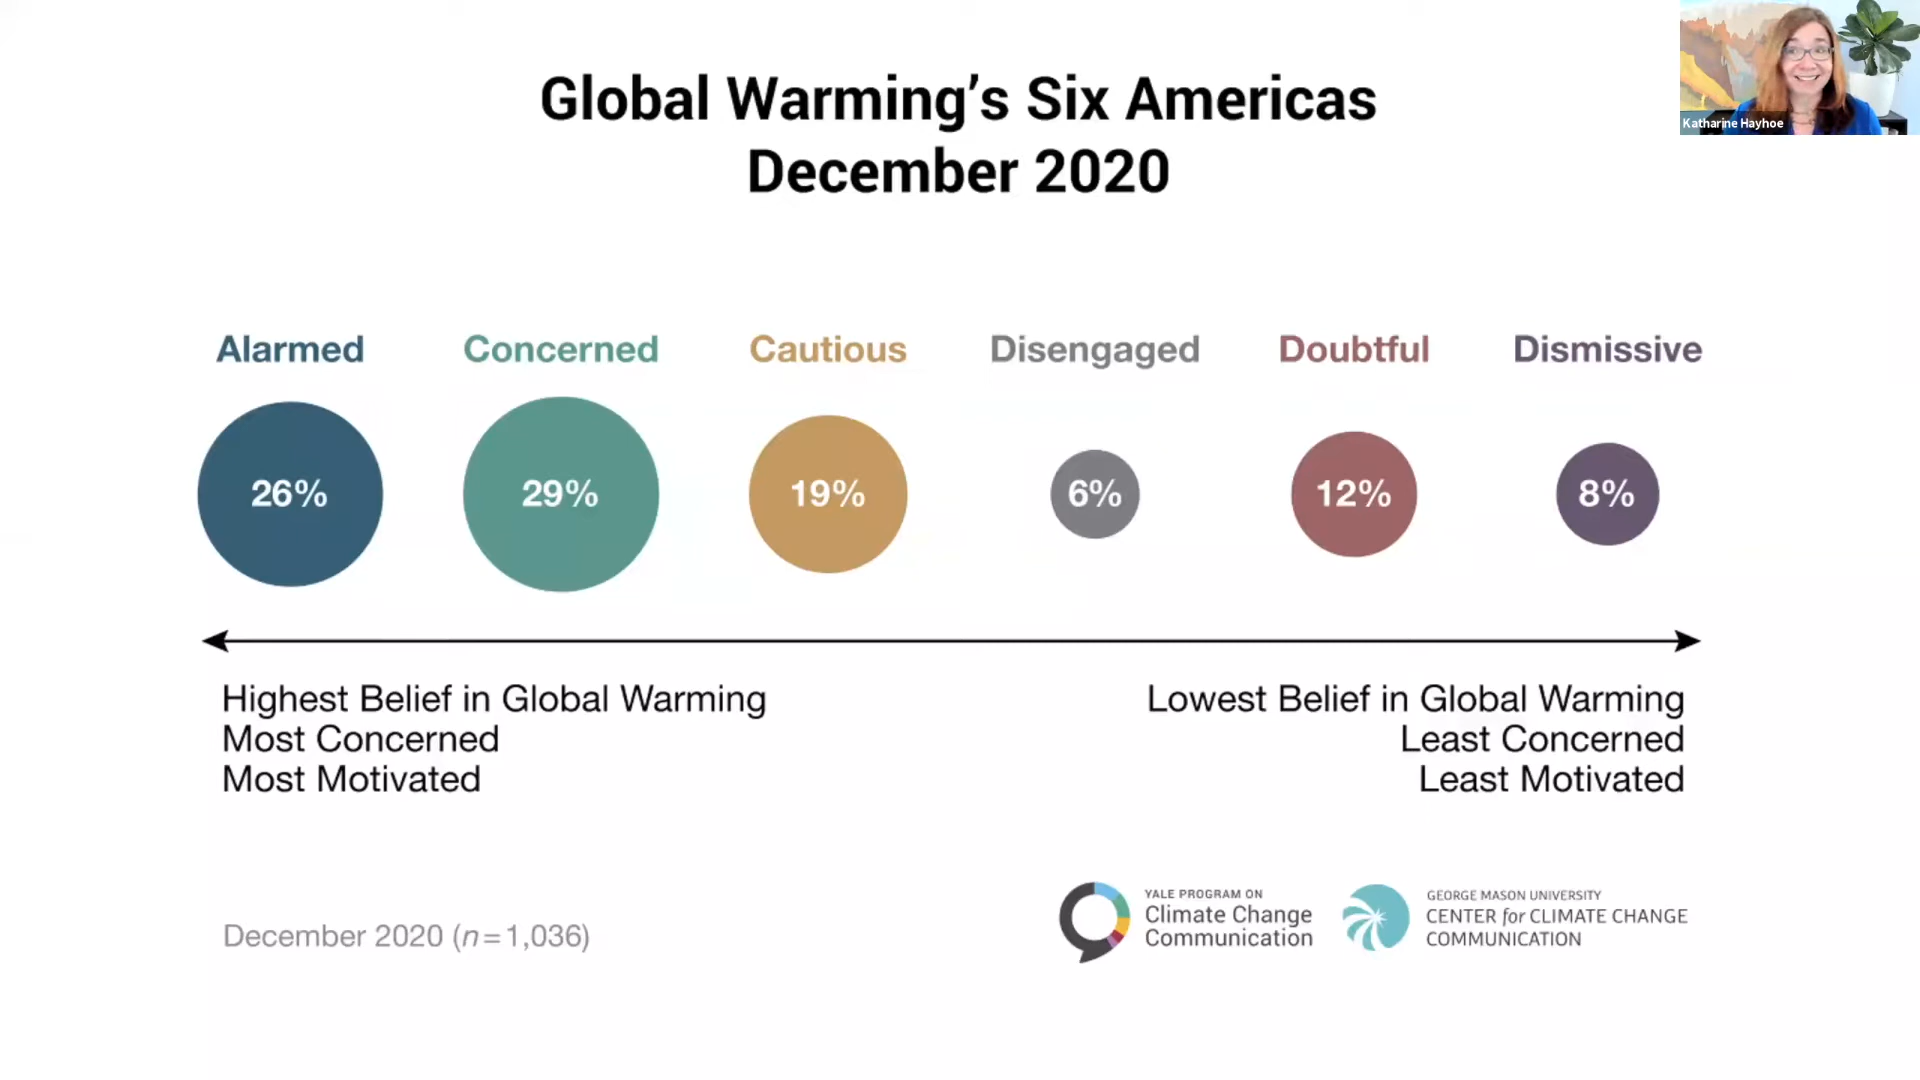 Global Warming’s Six Americas
December 2020
Katharine Hayhoe
Alarmed
Concerned
Cautious
Disengaged
Doubtful
Dismissive
26%
29%
19%
6%
12%
8%
Highest Belief in Global Warming
Most Concerned
Most Motivated
Lowest Belief in Global Warming
Least Concerned
Least Motivated
December 2020 (n=1,036)
YALE PROGRAM ON
Climate Change
Communication
GEORGE MASON UNIVERSITY
CENTER for CLIMATE CHANGE
COMMUNICATION